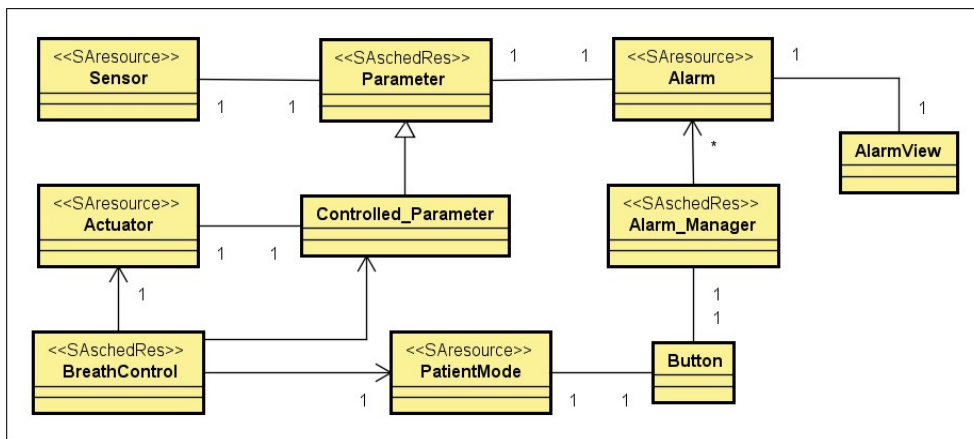 <<SAresource>>
Sensor
<<SAschedRes>>
Parameter
<<SAresource>>
Alarm
1
1
1
1
1
1
1
AlarmView
*
<<SAresource>>
Actuator
Controlled_Parameter
<<SAschedRes>>
Alarm_Manager
1
1
1
1
1
<<SAschedRes>>
BreathControl
<<SAresource>>
PatientMode
Button
1
1
1